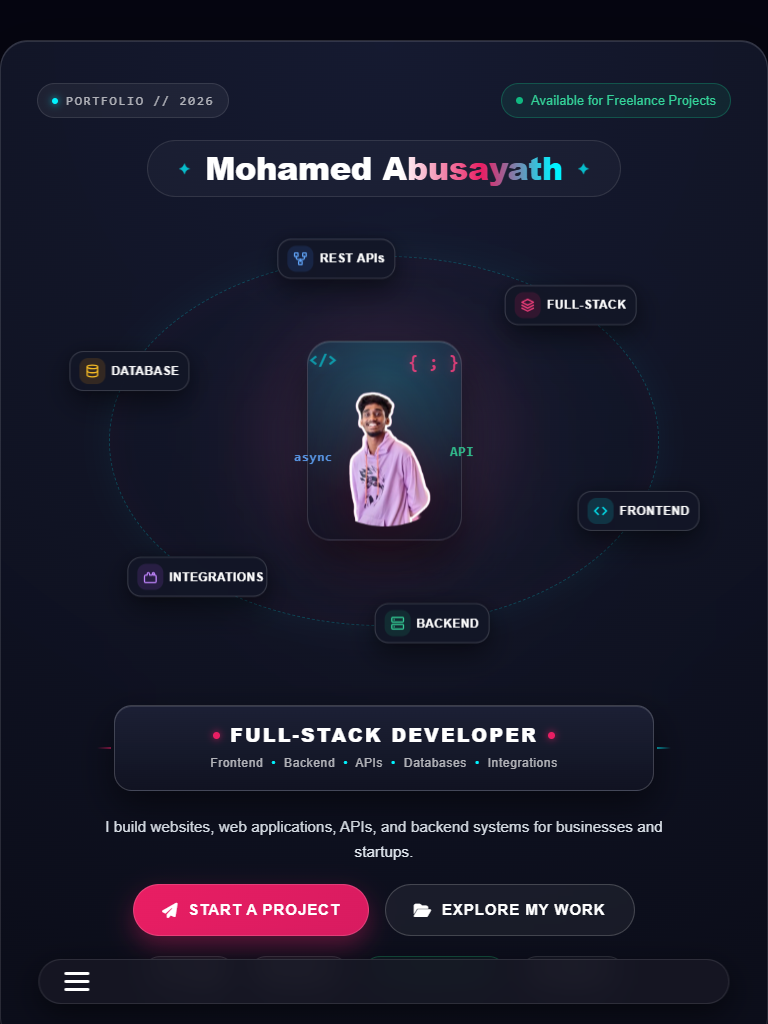 PORTFOLIO // 2026
Available for Freelance Projects
Mohamed Abusayath
REST APIs
FULL-STACK
DATABASE
</>
{ ; }
async
API
FRONTEND
INTEGRATIONS
BACKEND
FULL-STACK DEVELOPER
Frontend • Backend • APIs • Databases • Integrations
I build websites, web applications, APIs, and backend systems for businesses and
startups.
START A PROJECT
EXPLORE MY WORK